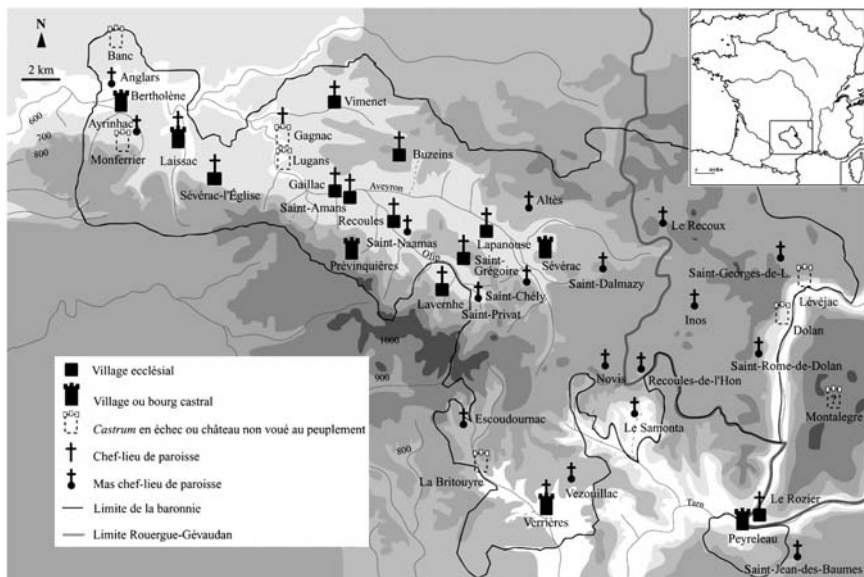 N
2 km
Banc
Anglars
Bertholène
600
700
800
Ayrinhac
Monferrier
Laissac
Sévérac-l'Église
Vimenet
Gagnac
Lugans
Buzeins
Gaillac
Aveyron
Saint-Amans
Recoules
Saint-Naamas
Olip
Prévinquières
Altès
Lapanouse
Saint-
Grégoire
Sévérac
Saint-Dalmazy
Lavernhe
Saint-Chély
Saint-Privat
Le Recoux
Saint-Georges-de-L.
Lévéjac
Inos
Dolan
Saint-Rome-de-Dolan
Montalegre
?
Novis
Recoules-de-l'Hon
1000
900
Escoudournac
Le Samonta
800
La Britouyre
Vezouillac
Verrières
Tarn
Le Rozier
Peyreleau
Saint-Jean-des-Baumes
Village ecclésial
Village ou bourg castral
Castrum en échec ou château non voué au peuplement
Chef-lieu de paroisse
Mas chef-lieu de paroisse
Limite de la baronnie
Limite Rouergue-Gévaudan